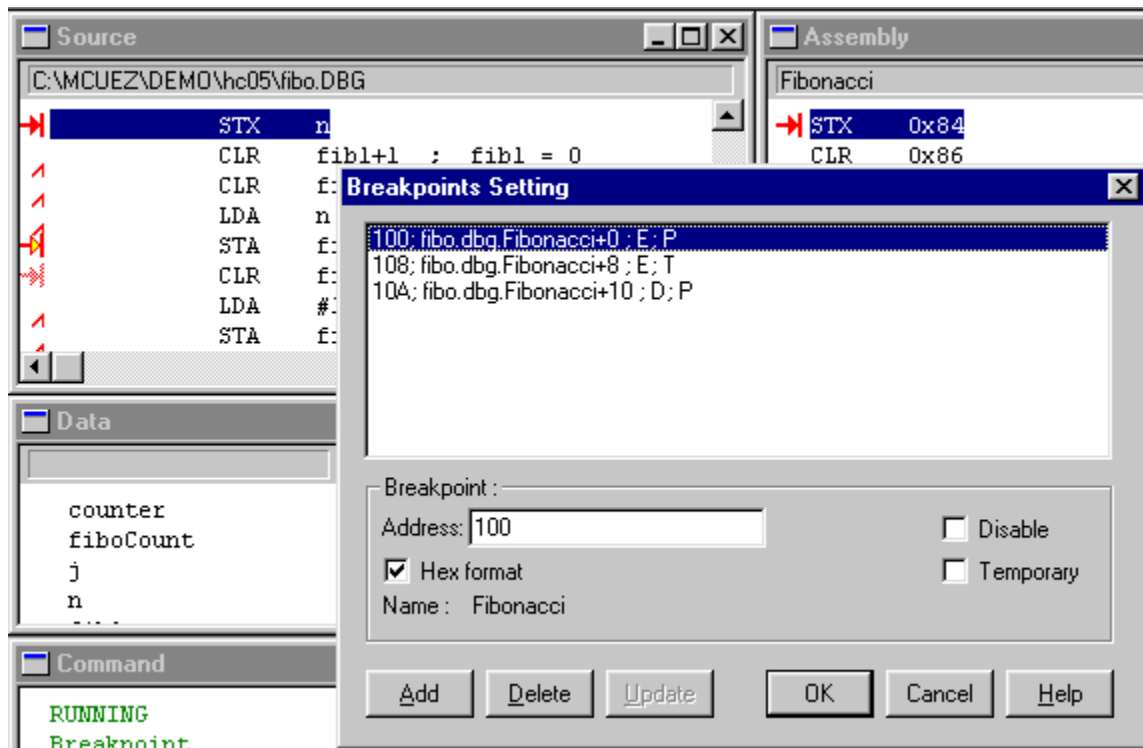 Source
C:\MCUEZ\DEMO\hc05\fibo.DBG
STX n
CLR fib1+1 ; fib1 = 0
CLR
LDA n
STA
CLR
LDA
STA
Assembly
Fibonacci
STX 0x84
CLR 0x86
Breakpoints Setting
100; fibo.dbg.Fibonacci+0 ; E; P
108; fibo.dbg.Fibonacci+8 ; E; T
10A; fibo.dbg.Fibonacci+10 ; D; P
Breakpoint :
Address: 100
Disable
Hex format
Temporary
Name : Fibonacci
Add Delete Update OK Cancel Help
Data
counter
fiboCount
j
n
Command
RUNNING
Breakpoint